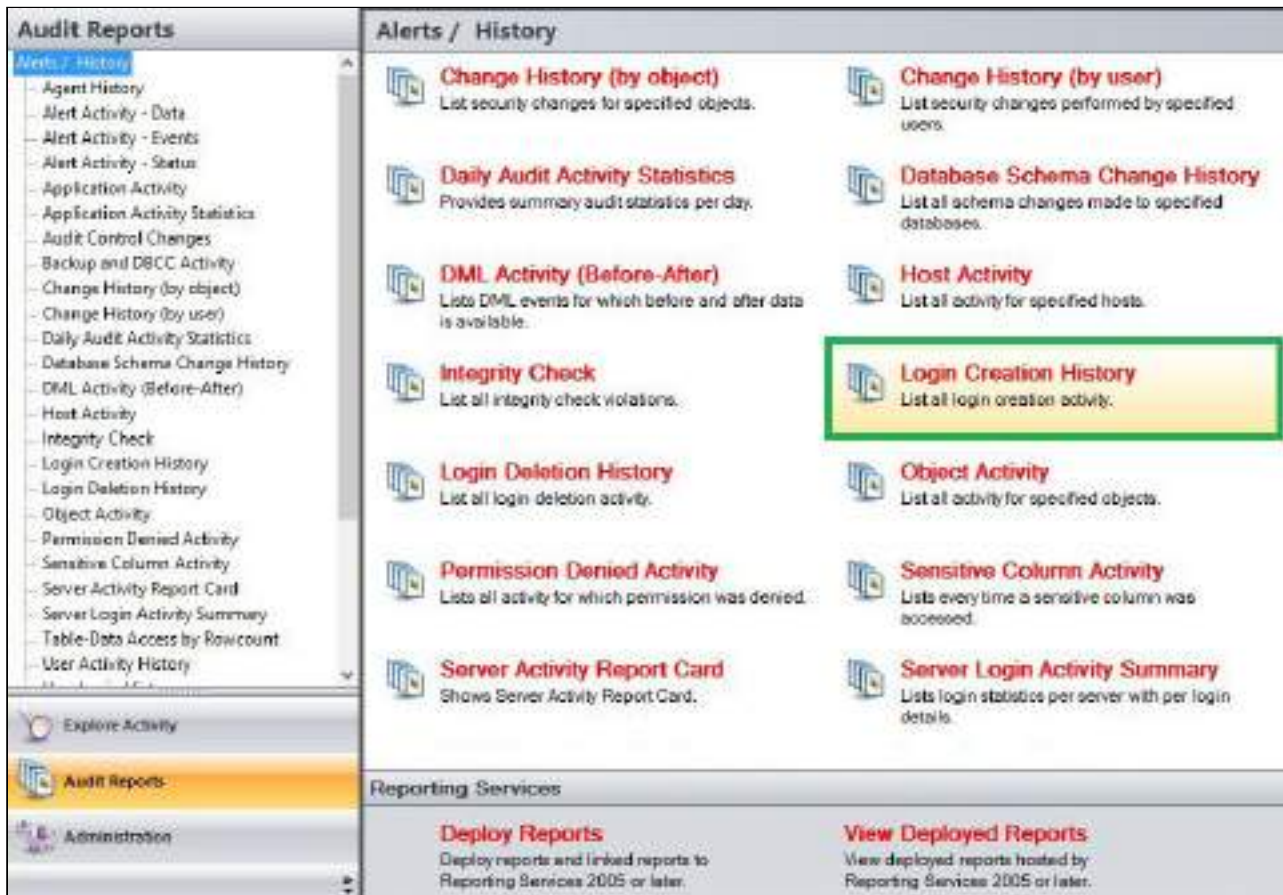 Audit Reports
Alerts / History
Agent History
Alert Activity - Data
Alert Activity - Events
Alert Activity - Status
Application Activity
Application Activity Statistics
Audit Control Changes
Backup and DBCC Activity
Change History (by object)
Change History (by user)
Daily Audit Activity Statistics
Database Schema Change History
DML Activity (Before-After)
Host Activity
Integrity Check
Login Creation History
Login Deletion History
Object Activity
Permission Denied Activity
Sensitive Column Activity
Server Activity Report Card
Server Login Activity Summary
Table-Data Access by Rowcount
User Activity History
Explore Activity
Audit Reports
Administration
Alerts / History
Change History (by object)
List security changes for specified objects.
Change History (by user)
List security changes performed by specified
users.
Daily Audit Activity Statistics
Provides summary audit statistics per day.
Database Schema Change History
List all schema changes made to specified
databases.
DML Activity (Before-After)
Lists DML events for which before and after data
is available.
Host Activity
List all activity for specified hosts.
Integrity Check
List all integrity check violations.
Login Creation History
List all login creation activity.
Login Deletion History
List all login deletion activity.
Object Activity
List all activity for specified objects.
Permission Denied Activity
Lists all activity for which permission was denied.
Sensitive Column Activity
Lists every time a sensitive column was
accessed.
Server Activity Report Card
Shows Server Activity Report Card.
Server Login Activity Summary
Lists login statistics per server with per login
details.
Reporting Services
Deploy Reports
Deploy reports and linked reports to
Reporting Services 2005 or later.
View Deployed Reports
View deployed reports hosted by
Reporting Services 2005 or later.